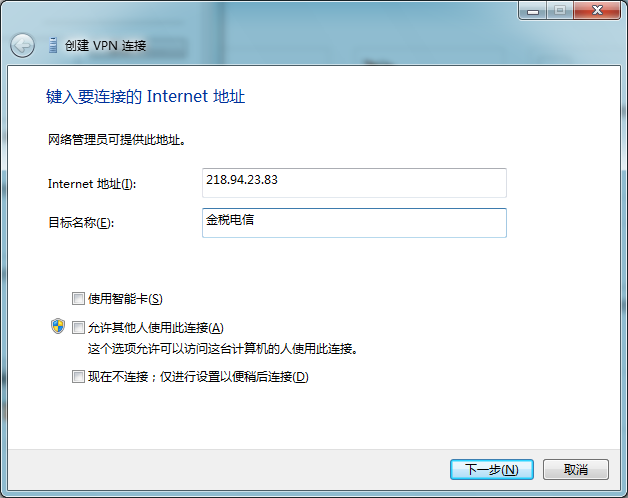 创建 VPN 连接
键入要连接的 Internet 地址
网络管理员可提供此地址。
Internet 地址(I): 218.94.23.83
目标名称(E): 金税电信
使用智能卡(S)
允许其他人使用此连接(A)
这个选项允许可以访问这台计算机的人使用此连接。
现在不连接；仅进行设置以便稍后连接(D)
下一步(N) 取消